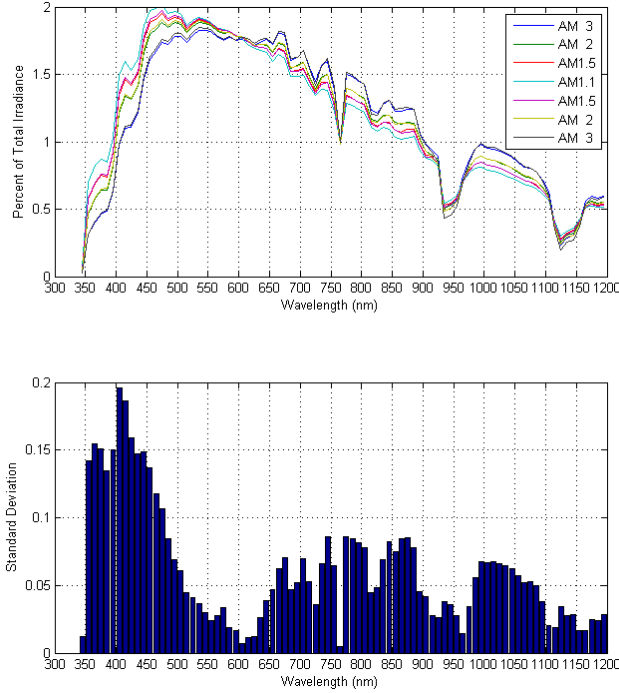 2
1.5
1
0.5
0
Percent of Total Irradiance
AM 3
AM 2
AM1.5
AM1.1
AM1.5
AM 2
AM 3
300 350 400 450 500 550 600 650 700 750 800 850 900 950 1000 1050 1100 1150 1200
Wavelength (nm)
0.2
0.15
0.1
0.05
0
Standard Deviation
300 350 400 450 500 550 600 650 700 750 800 850 900 950 1000 1050 1100 1150 1200
Wavelength (nm)